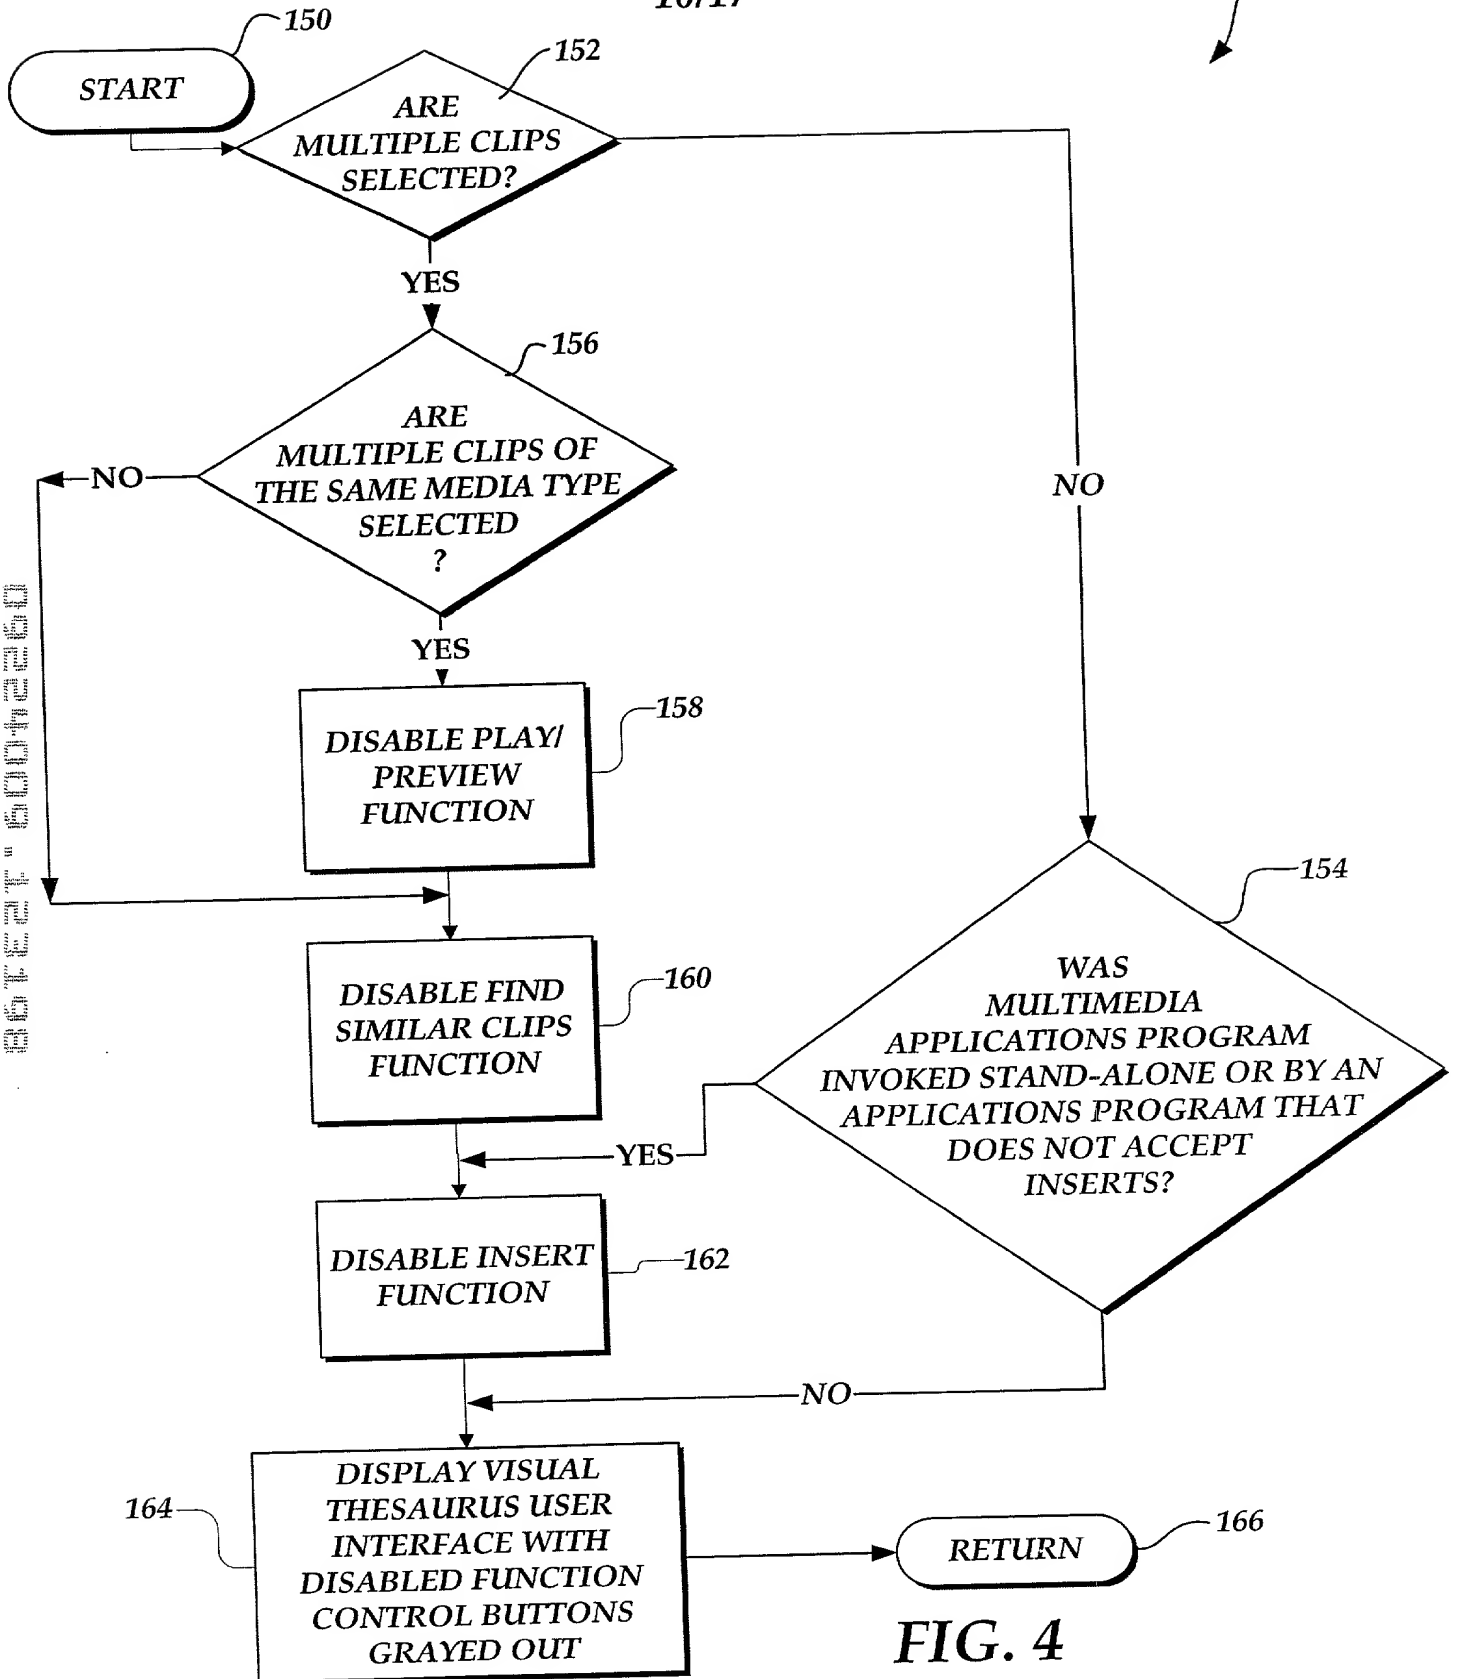 150
START
152
ARE
MULTIPLE CLIPS
SELECTED?
YES
156
ARE
MULTIPLE CLIPS OF
THE SAME MEDIA TYPE
SELECTED
?
NO
NO
YES
158
DISABLE PLAY/
PREVIEW
FUNCTION
154
WAS
MULTIMEDIA
APPLICATIONS PROGRAM
INVOKED STAND-ALONE OR BY AN
APPLICATIONS PROGRAM THAT
DOES NOT ACCEPT
INSERTS?
160
DISABLE FIND
SIMILAR CLIPS
FUNCTION
YES
DISABLE INSERT
FUNCTION
162
NO
164
DISPLAY VISUAL
THESAURUS USER
INTERFACE WITH
DISABLED FUNCTION
CONTROL BUTTONS
GRAYED OUT
RETURN
166
FIG. 4